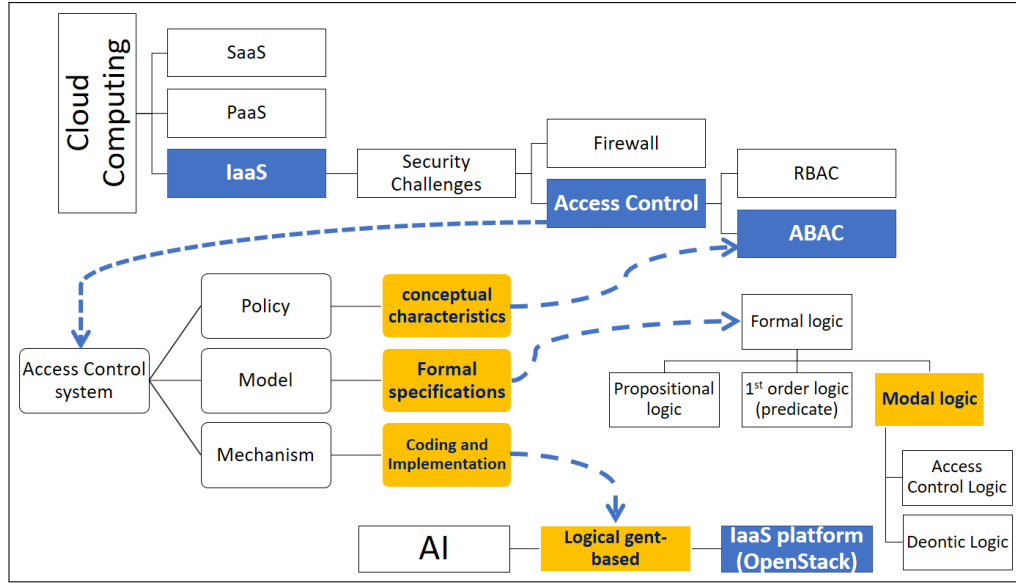 Cloud
Computing
SaaS
PaaS
IaaS
Security
Challenges
Firewall
Access Control
RBAC
ABAC
Access Control
system
Policy
Model
Mechanism
conceptual
characteristics
Formal
specifications
Coding and
Implementation
Formal logic
Propositional
logic
1st order logic
(predicate)
Modal logic
Access
Control Logic
Deontic Logic
AI
Logical gent-
based
IaaS platform
(OpenStack)